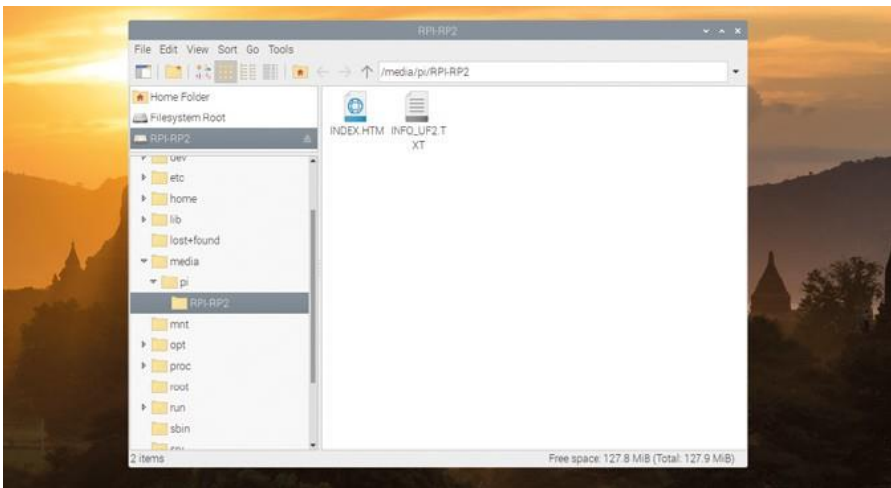 RPI-RP2
File Edit View Sort Go Tools
/media/pi/RPI-RP2
Home Folder
Filesystem Root
RPI-RP2
dev
etc
home
lib
lost+found
media
pi
RPI-RP2
mnt
opt
proc
root
run
sbin
INDEX.HTM
INFO_UF2.T
XT
2 items
Free space: 127.8 MiB (Total: 127.9 MiB)